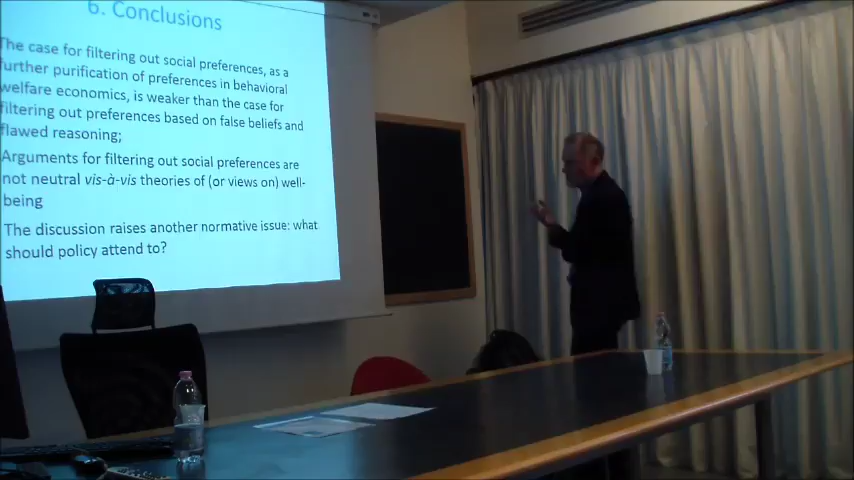 6. Conclusions
The case for filtering out social preferences, as a
further purification of preferences in behavioral
welfare economics, is weaker than the case for
filtering out preferences based on false beliefs and
flawed reasoning;
Arguments for filtering out social preferences are
not neutral vis-à-vis theories of (or views on) well-
being
The discussion raises another normative issue: what
should policy attend to?